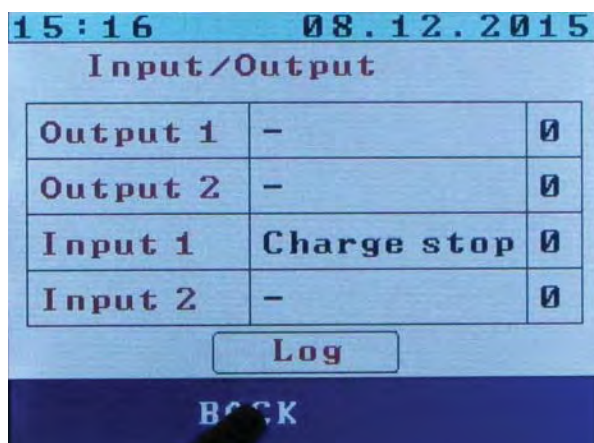 15:16 08.12.2015
Input/Output
Output 1 - 0
Output 2 - 0
Input 1 Charge stop 0
Input 2 - 0
Log
BACK